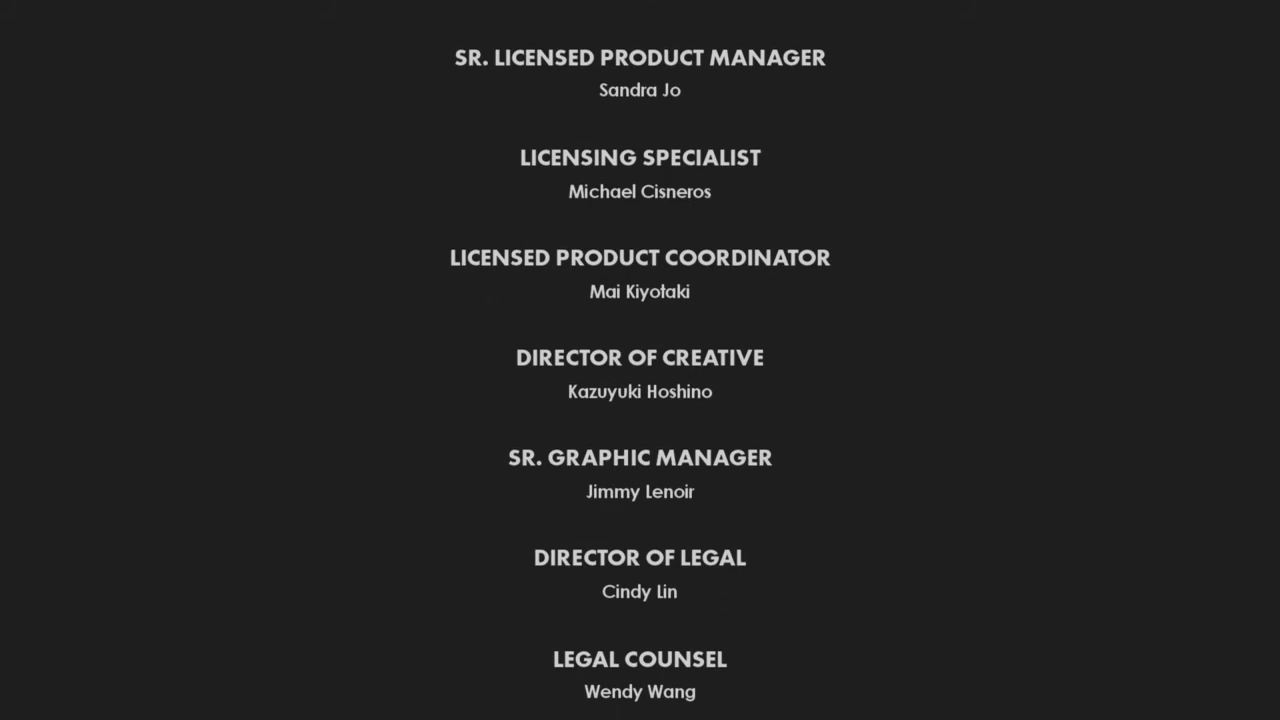 SR. LICENSED PRODUCT MANAGER
Sandra Jo
LICENSING SPECIALIST
Michael Cisneros
LICENSED PRODUCT COORDINATOR
Mai Kiyotaki
DIRECTOR OF CREATIVE
Kazuyuki Hoshino
SR. GRAPHIC MANAGER
Jimmy Lenoir
DIRECTOR OF LEGAL
Cindy Lin
LEGAL COUNSEL
Wendy Wang